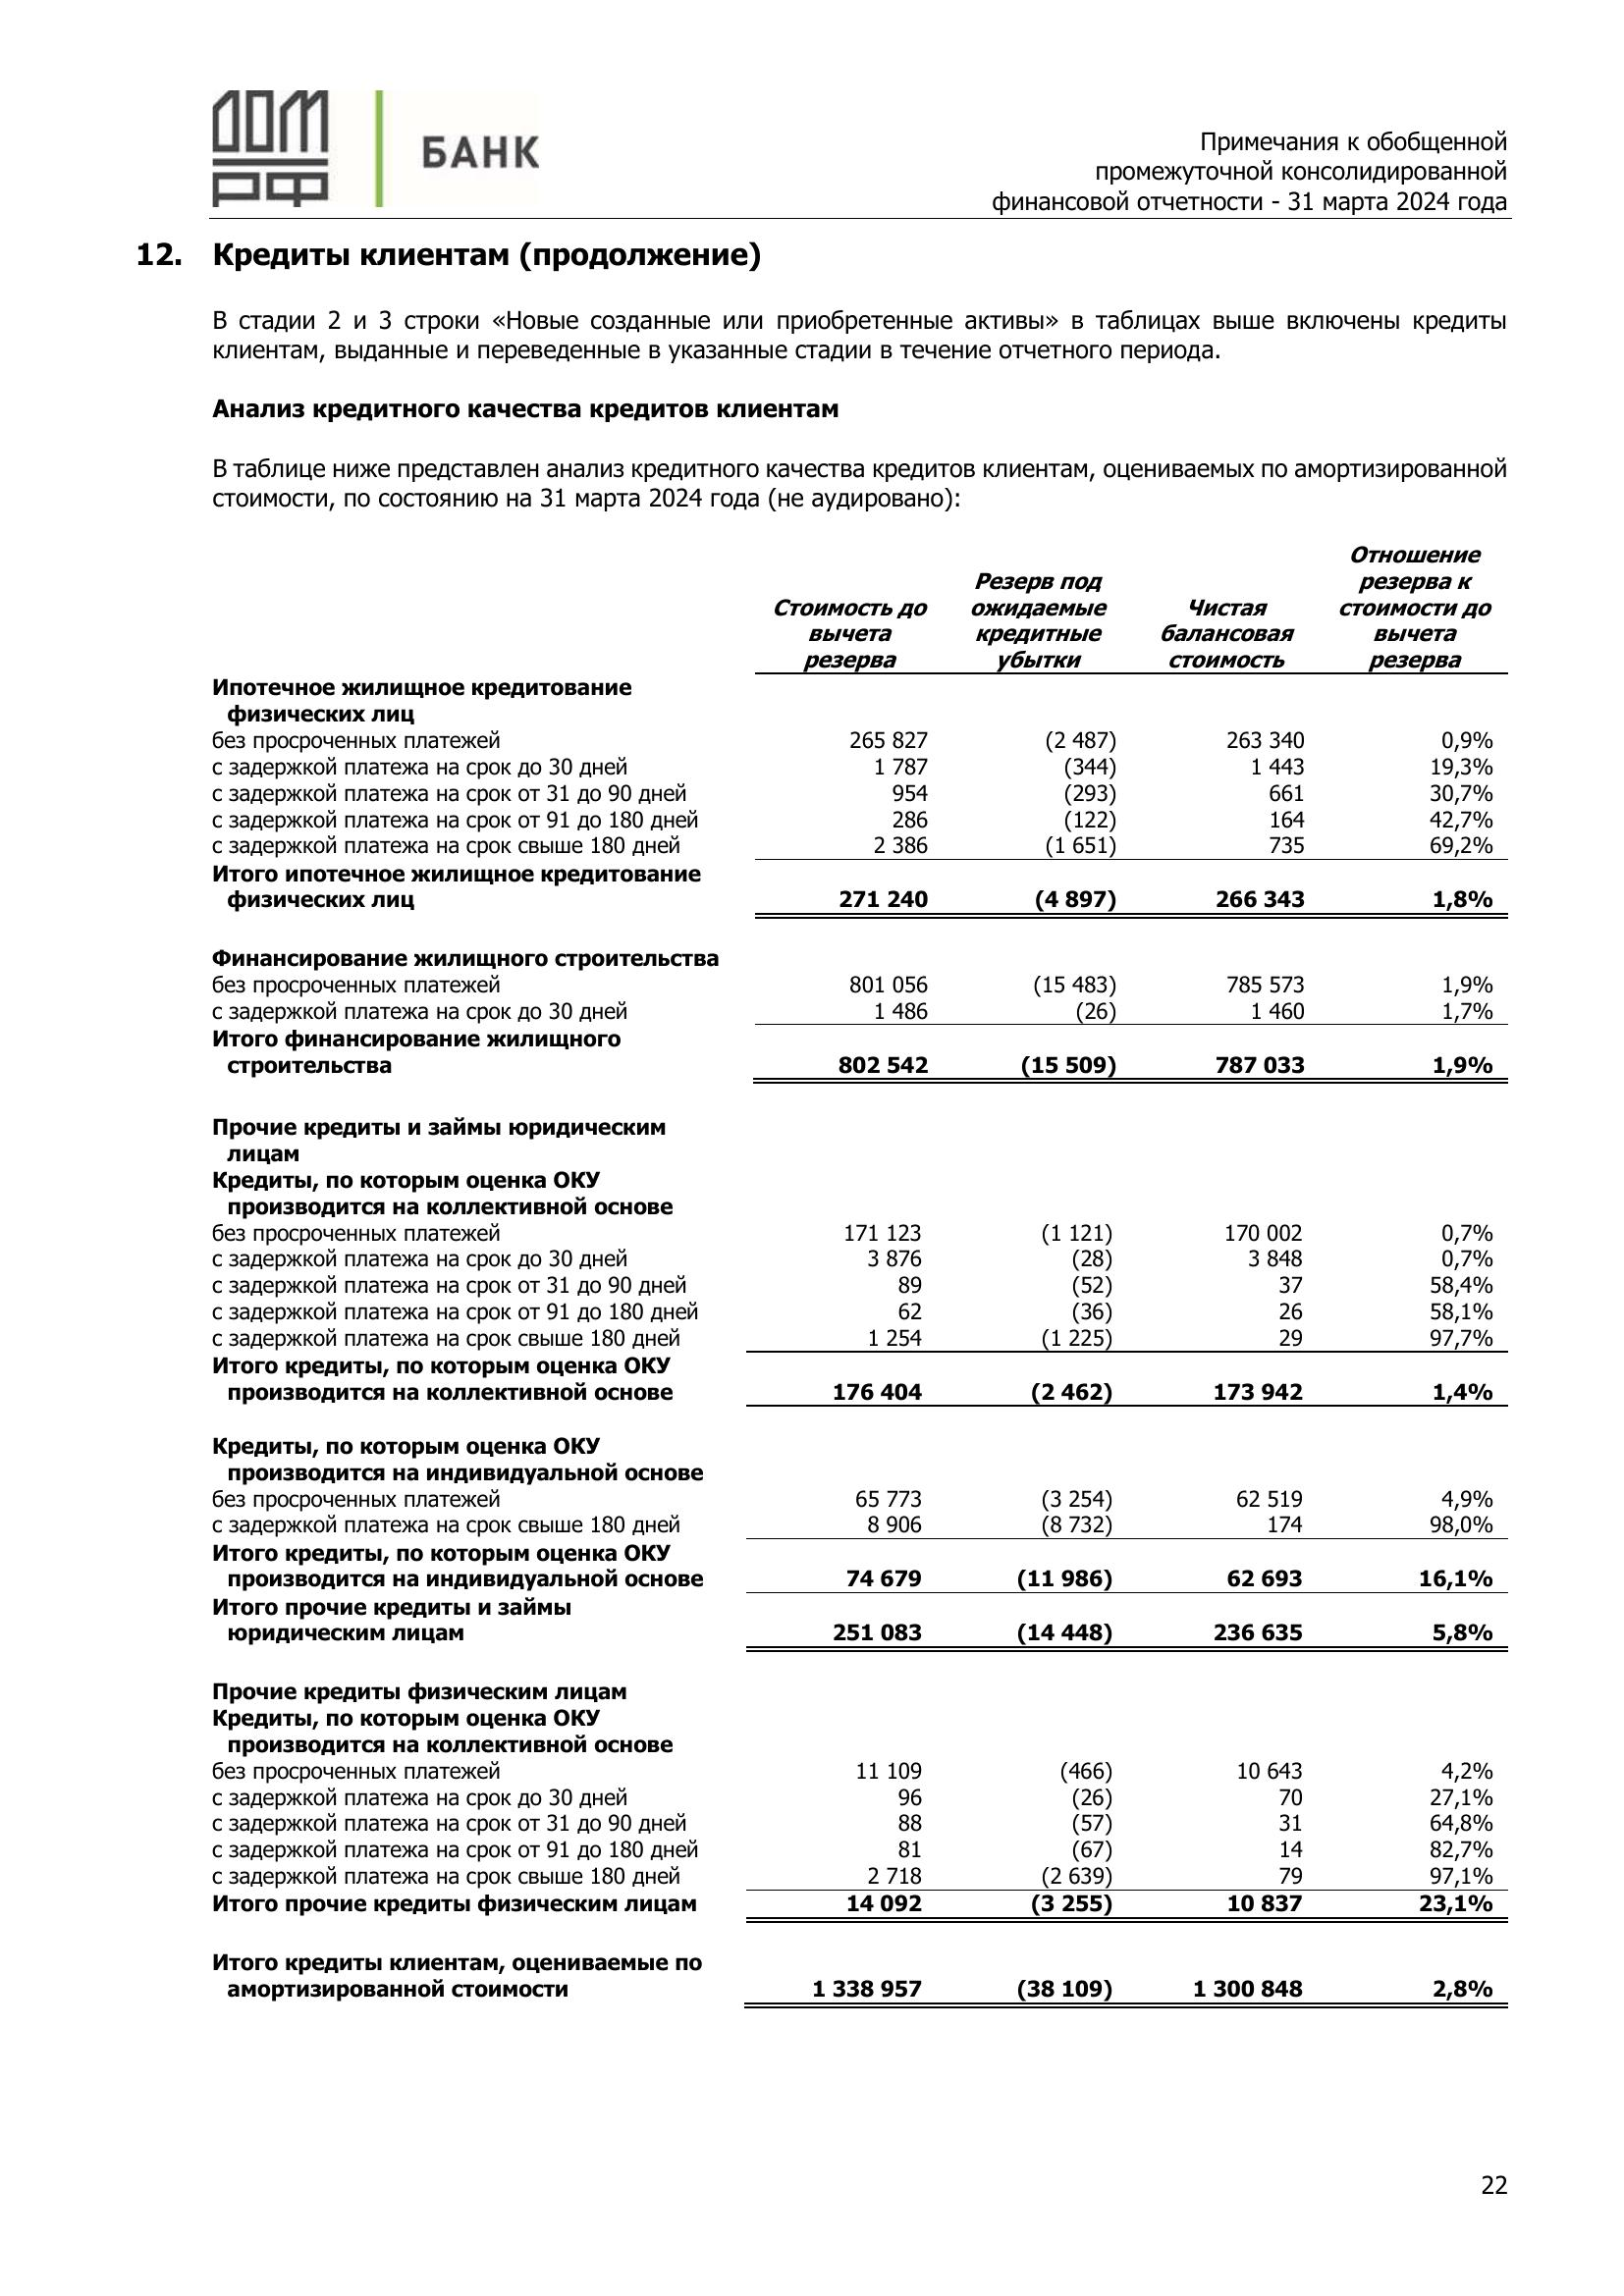 ДОМ
РФ
БАНК
Примечания к обобщенной
промежуточной консолидированной
финансовой отчетности - 31 марта 2024 года
12. Кредиты клиентам (продолжение)
В стадии 2 и 3 строки «Новые созданные или приобретенные активы» в таблицах выше включены кредиты
клиентам, выданные и переведенные в указанные стадии в течение отчетного периода.
Анализ кредитного качества кредитов клиентам
В таблице ниже представлен анализ кредитного качества кредитов клиентам, оцениваемых по амортизированной
стоимости, по состоянию на 31 марта 2024 года (не аудировано):
Стоимость до
вычета
резерва
Резерв под
ожидаемые
кредитные
убытки
Чистая
балансовая
стоимость
Отношение
резерва к
стоимости до
вычета
резерва
Ипотечное жилищное кредитование
физических лиц
без просроченных платежей 265 827 (2 487) 263 340 0,9%
с задержкой платежа на срок до 30 дней 1 787 (344) 1 443 19,3%
с задержкой платежа на срок от 31 до 90 дней 954 (293) 661 30,7%
с задержкой платежа на срок от 91 до 180 дней 286 (122) 164 42,7%
с задержкой платежа на срок свыше 180 дней 2 386 (1 651) 735 69,2%
Итого ипотечное жилищное кредитование
физических лиц 271 240 (4 897) 266 343 1,8%
Финансирование жилищного строительства
без просроченных платежей 801 056 (15 483) 785 573 1,9%
с задержкой платежа на срок до 30 дней 1 486 (26) 1 460 1,7%
Итого финансирование жилищного
строительства 802 542 (15 509) 787 033 1,9%
Прочие кредиты и займы юридическим
лицам
Кредиты, по которым оценка ОКУ
производится на коллективной основе
без просроченных платежей 171 123 (1 121) 170 002 0,7%
с задержкой платежа на срок до 30 дней 3 876 (28) 3 848 0,7%
с задержкой платежа на срок от 31 до 90 дней 89 (52) 37 58,4%
с задержкой платежа на срок от 91 до 180 дней 62 (36) 26 58,1%
с задержкой платежа на срок свыше 180 дней 1 254 (1 225) 29 97,7%
Итого кредиты, по которым оценка ОКУ
производится на коллективной основе 176 404 (2 462) 173 942 1,4%
Кредиты, по которым оценка ОКУ
производится на индивидуальной основе
без просроченных платежей 65 773 (3 254) 62 519 4,9%
с задержкой платежа на срок свыше 180 дней 8 906 (8 732) 174 98,0%
Итого кредиты, по которым оценка ОКУ
производится на индивидуальной основе 74 679 (11 986) 62 693 16,1%
Итого прочие кредиты и займы
юридическим лицам 251 083 (14 448) 236 635 5,8%
Прочие кредиты физическим лицам
Кредиты, по которым оценка ОКУ
производится на коллективной основе
без просроченных платежей 11 109 (466) 10 643 4,2%
с задержкой платежа на срок до 30 дней 96 (26) 70 27,1%
с задержкой платежа на срок от 31 до 90 дней 88 (57) 31 64,8%
с задержкой платежа на срок от 91 до 180 дней 81 (67) 14 82,7%
с задержкой платежа на срок свыше 180 дней 2 718 (2 639) 79 97,1%
Итого прочие кредиты физическим лицам 14 092 (3 255) 10 837 23,1%
Итого кредиты клиентам, оцениваемые по
амортизированной стоимости 1 338 957 (38 109) 1 300 848 2,8%
22